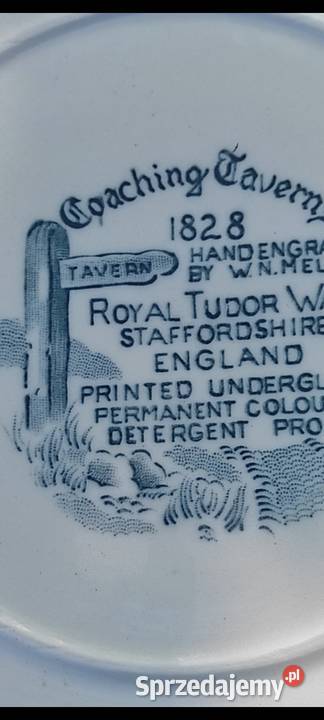 Coaching Tavern
1828
TAVERN
HANDENGRA
BY W.N.MEL
ROYAL TUDOR WA
STAFFORDSHIRE
ENGLAND
PRINTED UNDERGL
PERMANENT COLOU
DETERGENT PRO
Sprzedajemy.pl